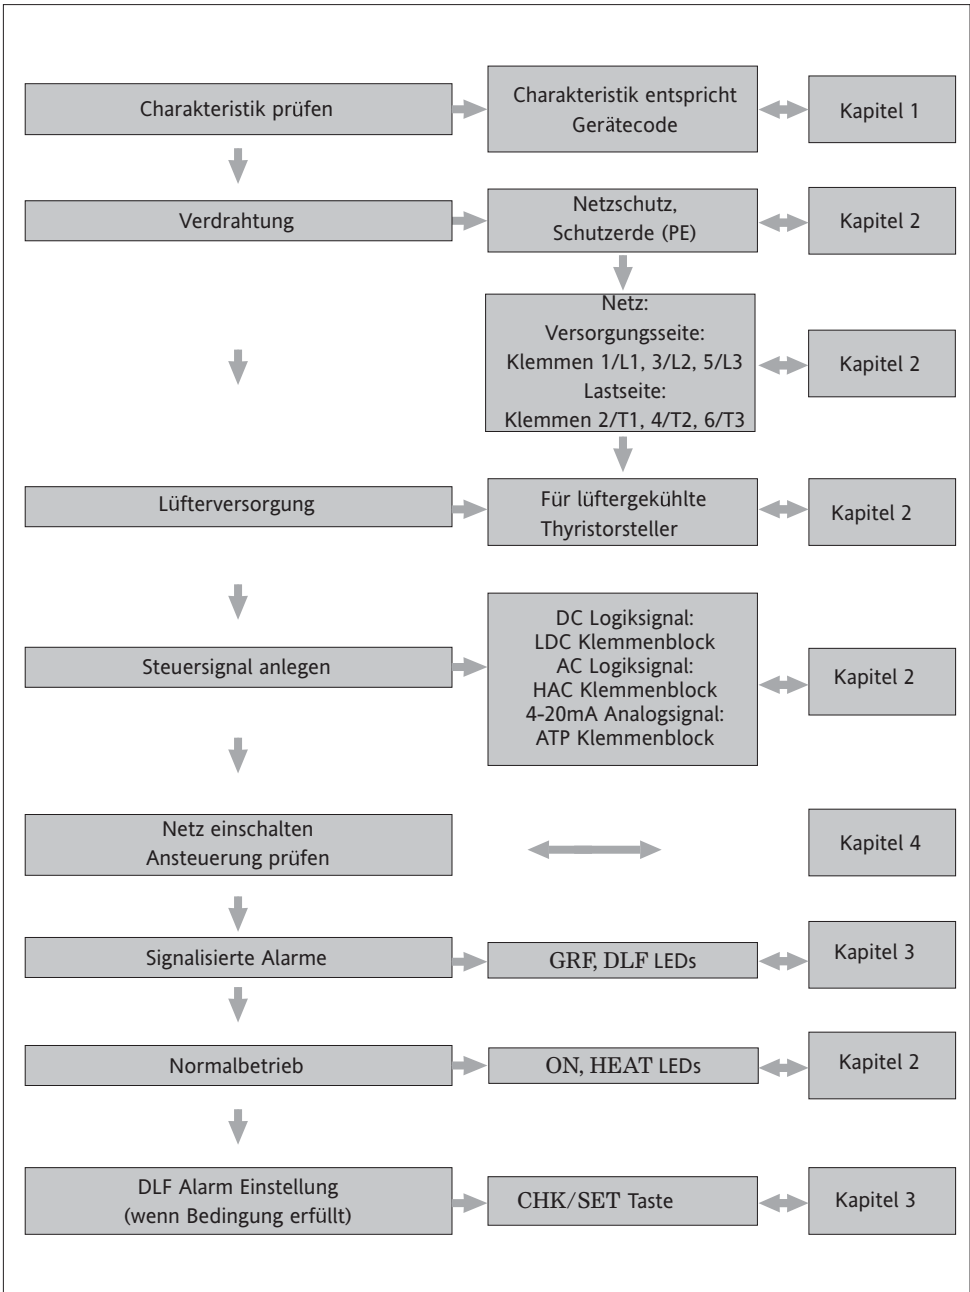 Charakteristik prüfen
Charakteristik entspricht
Gerätecode
Kapitel 1
Verdrahtung
Netzschutz,
Schutzerde (PE)
Kapitel 2
Netz:
Versorgungsseite:
Klemmen 1/L1, 3/L2, 5/L3
Lastseite:
Klemmen 2/T1, 4/T2, 6/T3
Kapitel 2
Lüfterversorgung
Für lüftergekühlte
Thyristorsteller
Kapitel 2
Steuersignal anlegen
DC Logiksignal:
LDC Klemmenblock
AC Logiksignal:
HAC Klemmenblock
4-20mA Analogsignal:
ATP Klemmenblock
Kapitel 2
Netz einschalten
Ansteuerung prüfen
Kapitel 4
Signalisierte Alarme
GRF, DLF LEDs
Kapitel 3
Normalbetrieb
ON, HEAT LEDs
Kapitel 2
DLF Alarm Einstellung
(wenn Bedingung erfüllt)
CHK/SET Taste
Kapitel 3